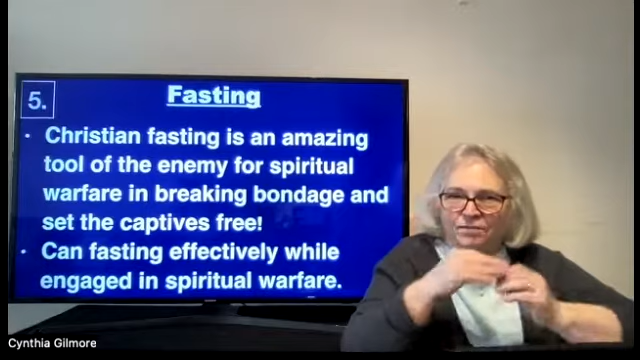 5.
Fasting
• Christian fasting is an amazing
tool of the enemy for spiritual
warfare in breaking bondage and
set the captives free!
• Can fasting effectively while
engaged in spiritual warfare.
Cynthia Gilmore